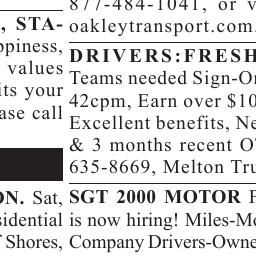 , STA-
ppiness,
values
its your
ase call
ON. Sat,
sidential
Shores,
877-484-1041, or v
oakleytransport.com
DRIVERS:FRESH
Teams needed Sign-On
42cpm, Earn over $10
Excellent benefits, Ne
& 3 months recent O
635-8669, Melton Tru
SGT 2000 MOTOR F
is now hiring! Miles-Mo
Company Drivers-Owne